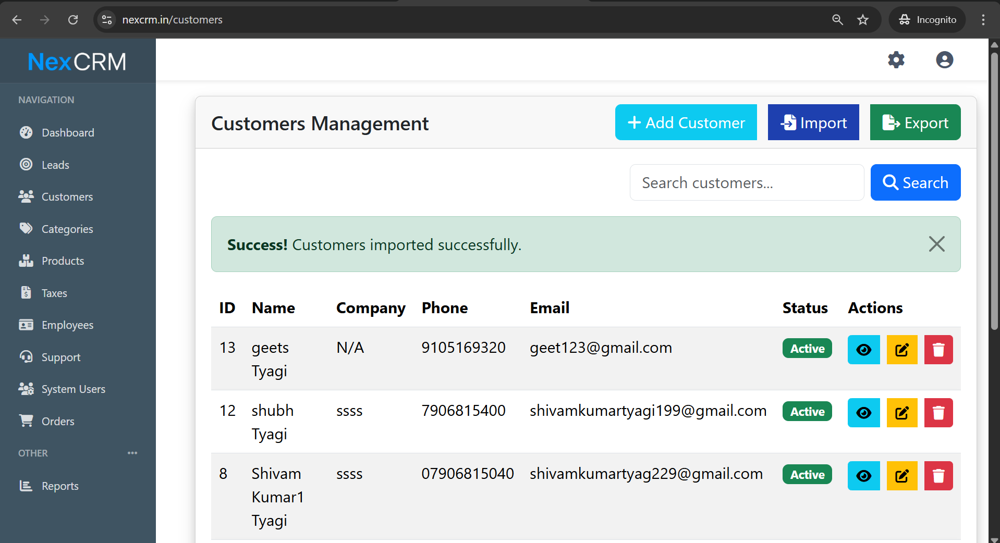 nexcrm.in/customers
Incognito
NexCRM
NAVIGATION
Dashboard
Leads
Customers
Categories
Products
Taxes
Employees
Support
System Users
Orders
OTHER
Reports
Customers Management
Add Customer
Import
Export
Search customers...
Search
Success! Customers imported successfully.
ID Name Company Phone Email Status Actions
13 geets N/A 9105169320 geet123@gmail.com Active
Tyagi
12 shubh ssss 7906815400 shivamkumartyagi199@gmail.com Active
Tyagi
8 Shivam ssss 07906815040 shivamkumartyag229@gmail.com Active
Kumar1
Tyagi